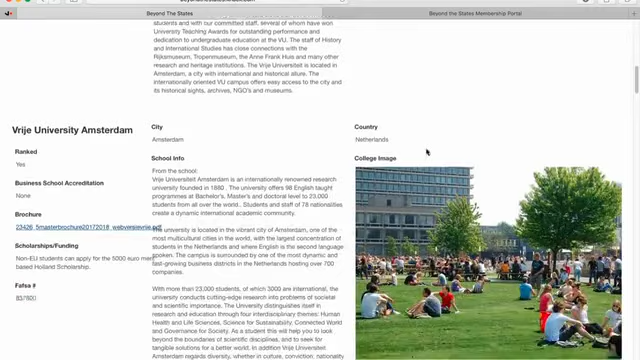 Beyond The States
Beyond the States Membership Portal
students and with our committed staff, several of whom have won
University Teaching Awards for outstanding performance and
dedication to undergraduate education at the VU. The staff of History
and International Studies has close connections with the
Rijksmuseum, Tropenmuseum, the Anne Frank Huis and many other
research and heritage institutions. The Vrije Universiteit is located in
Amsterdam, a city with international and historical allure. The
internationally oriented VU campus offers easy access to the city and
its historical sights, archives, NGO's and museums.
Vrije University Amsterdam
City
Amsterdam
Country
Netherlands
Ranked
Yes
School Info
College Image
From the school:
Vrije Universiteit Amsterdam is an internationally renowned research
university founded in 1880 . The university offers 98 English taught
programmes at Bachelor's, Master's and doctoral level to 23,000
students from all over the world . Students and staff of 78 nationalities
create a dynamic international academic community.
Business School Accreditation
None
Brochure
23426_5masterbrochure20172018_webversievrije.pdf
Scholarships/Funding
Non-EU students can apply for the 5000 euro merit
based Holland Scholarship.
Fafsa #
The university is located in the vibrant city of Amsterdam, one of the
most multicultural cities in the world, with the largest concentration of
students in the Netherlands and where English is the second language
spoken. The campus is surrounded by one of the most dynamic and
fast-growing business districts in the Netherlands hosting over 700
companies.
With more than 23,000 students, of which 3000 are international, the
university conducts cutting-edge research into problems of societal
and scientific importance. The University distinguishes itself in
research and education through four interdisciplinary themes: Human
Health and Life Sciences, Science for Sustainability, Connected World
and Governance for Society. As a student this will help you to look
beyond the boundaries of scientific disciplines, and to seek for
tangible solutions for a better world. In addition Vrije Universiteit
Amsterdam regards diversity, whether in culture, conviction, nationality